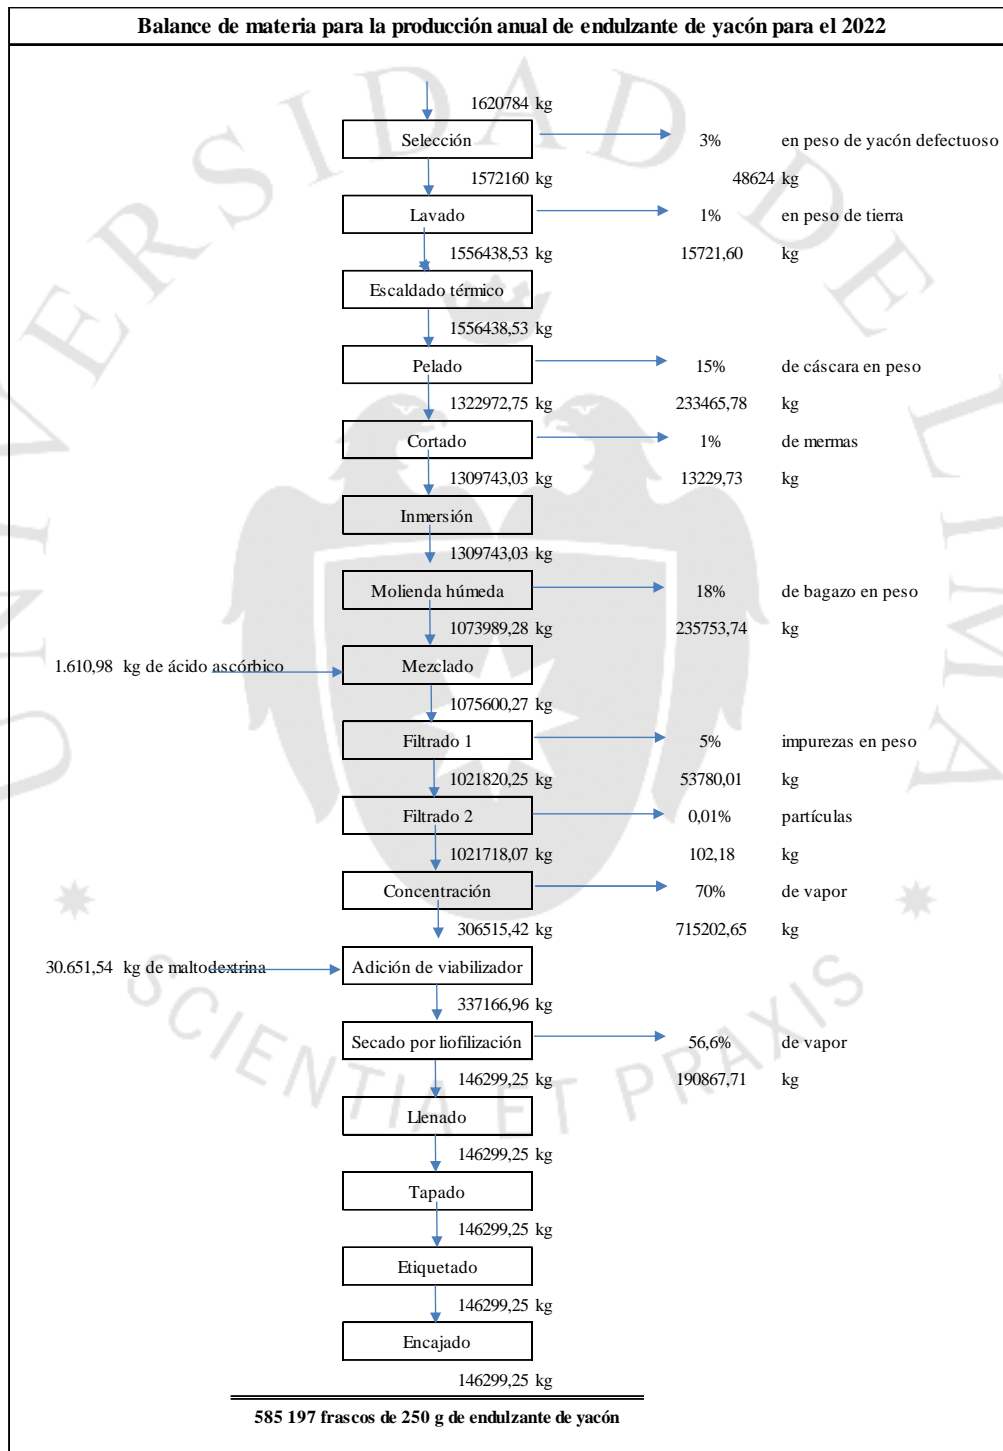 Balance de materia para la producción anual de endulzante de yacón para el 2022
1620784 kg
Selección 3% en peso de yacón defectuoso
1572160 kg 48624 kg
Lavado 1% en peso de tierra
1556438,53 kg 15721,60 kg
Escaldado térmico
1556438,53 kg
Pelado 15% de cáscara en peso
1322972,75 kg 233465,78 kg
Cortado 1% de mermas
1309743,03 kg 13229,73 kg
Inmersión
1309743,03 kg
Molienda húmeda 18% de bagazo en peso
1073989,28 kg 235753,74 kg
1.610,98 kg de ácido ascórbico Mezclado
1075600,27 kg
Filtrado 1 5% impurezas en peso
1021820,25 kg 53780,01 kg
Filtrado 2 0,01% partículas
1021718,07 kg 102,18 kg
Concentración 70% de vapor
306515,42 kg 715202,65 kg
30.651,54 kg de maltodextrina Adición de viabilizador
337166,96 kg
Secado por liofilización 56,6% de vapor
146299,25 kg 190867,71 kg
Llenado
146299,25 kg
Tapado
146299,25 kg
Etiquetado
146299,25 kg
Encajado
146299,25 kg
585 197 frascos de 250 g de endulzante de yacón
UNIVERSIDAD DE LIMA
SCIENTIA ET PRAXIS